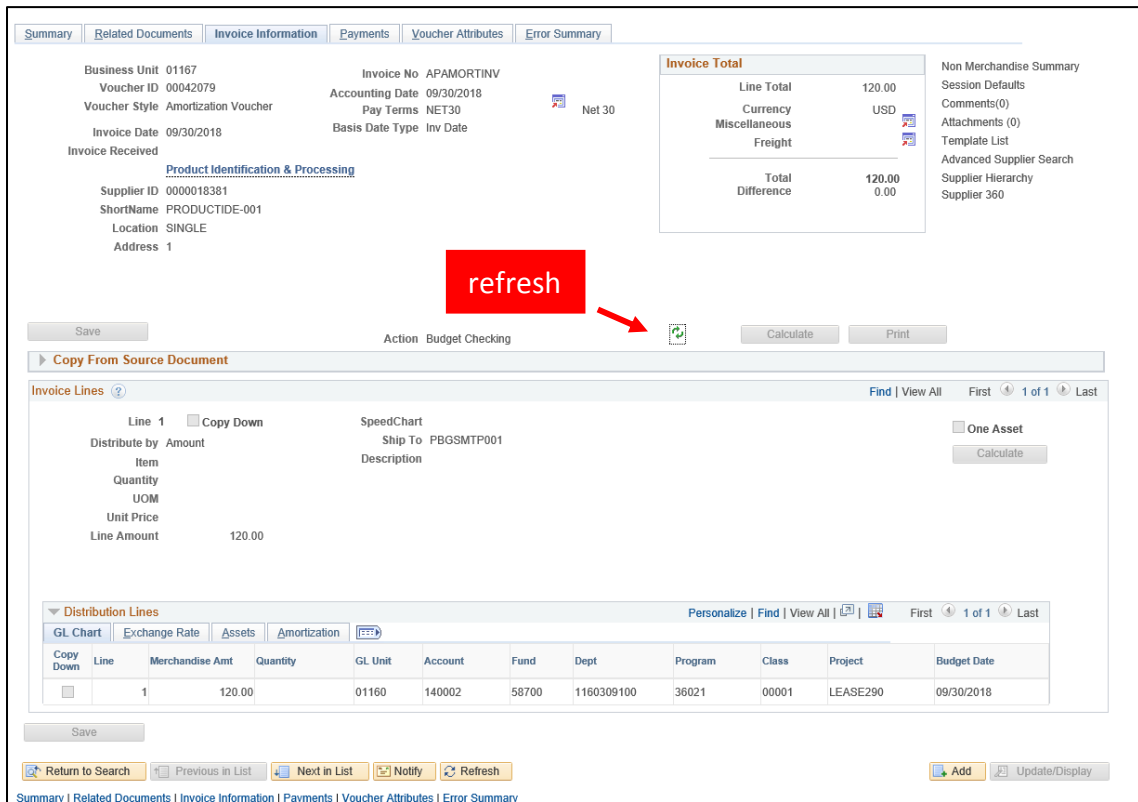 Summary Related Documents Invoice Information Payments Voucher Attributes Error Summary
Business Unit 01167 Invoice No APAMORTINV
Voucher ID 00042079 Accounting Date 09/30/2018
Voucher Style Amortization Voucher Pay Terms NET30 Net 30
Invoice Date 09/30/2018 Basis Date Type Inv Date
Invoice Received
Product Identification & Processing
Supplier ID 0000018381
ShortName PRODUCTIDE-001
Location SINGLE
Address 1
Invoice Total
Line Total 120.00
Currency USD
Miscellaneous
Freight
Total 120.00
Difference 0.00
Non Merchandise Summary
Session Defaults
Comments(0)
Attachments (0)
Template List
Advanced Supplier Search
Supplier Hierarchy
Supplier 360
refresh
Save Action Budget Checking Calculate Print
Copy From Source Document
Invoice Lines ? Find | View All First 1 of 1 Last
Line 1 Copy Down SpeedChart One Asset
Distribute by Amount Ship To PBGSMTP001 Calculate
Item Description
Quantity
UOM
Unit Price
Line Amount 120.00
Distribution Lines Personalize | Find | View All | | First 1 of 1 Last
GL Chart Exchange Rate Assets Amortization
Copy Down Line Merchandise Amt Quantity GL Unit Account Fund Dept Program Class Project Budget Date
1 120.00 01160 140002 58700 1160309100 36021 00001 LEASE290 09/30/2018
Save
Return to Search Previous in List Next in List Notify Refresh Add Update/Display
Summary | Related Documents | Invoice Information | Payments | Voucher Attributes | Error Summary